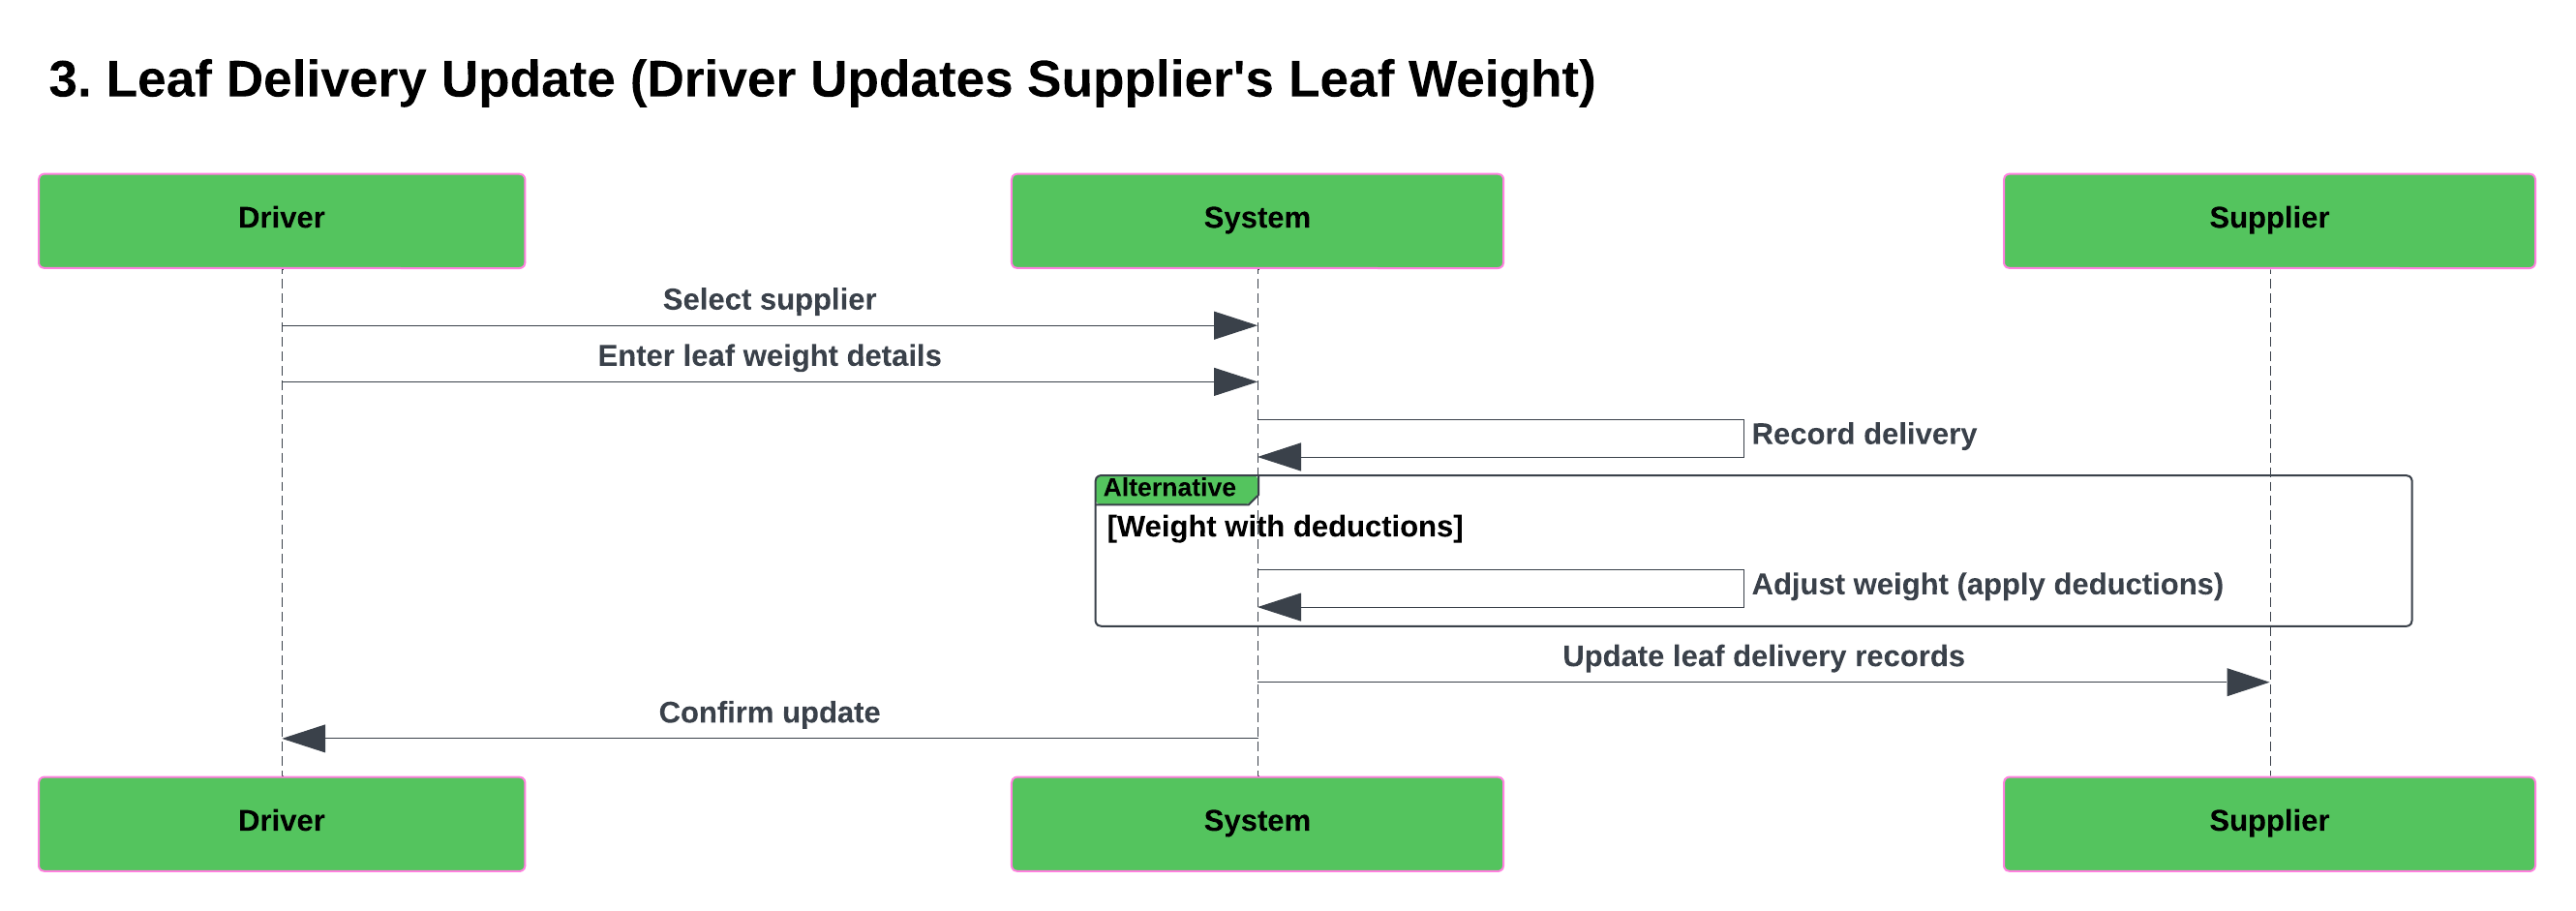 3. Leaf Delivery Update (Driver Updates Supplier's Leaf Weight)
Driver
System
Supplier
Select supplier
Enter leaf weight details
Record delivery
Alternative
[Weight with deductions]
Adjust weight (apply deductions)
Update leaf delivery records
Confirm update
Driver
System
Supplier